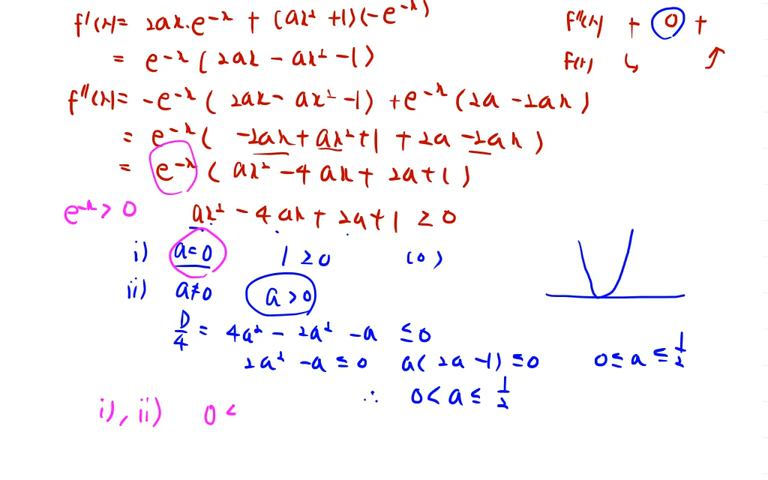 f'(x) = 2ax·e^{-x} + (ax²+1)(-e^{-x})
= e^{-x}(2ax - ax² - 1)
f''(x) + 0 +
f(x)
f''(x) = -e^{-x}(2ax - ax² - 1) + e^{-x}(2a - 2ax)
= e^{-x}(-2ax + ax² + 1 + 2a - 2ax)
= e^{-x}(ax² - 4ax + 2a + 1)
e^{-x} > 0 ax² - 4ax + 2a + 1 ≥ 0
i) a=0 1 ≥ 0 (0)
ii) a≠0 a>0
D/4 = 4a² - 2a² - a ≤ 0
2a² - a ≤ 0 a(2a-1) ≤ 0 0 ≤ a ≤ 1/2
∴ 0 < a ≤ 1/2
i), ii) 0 <